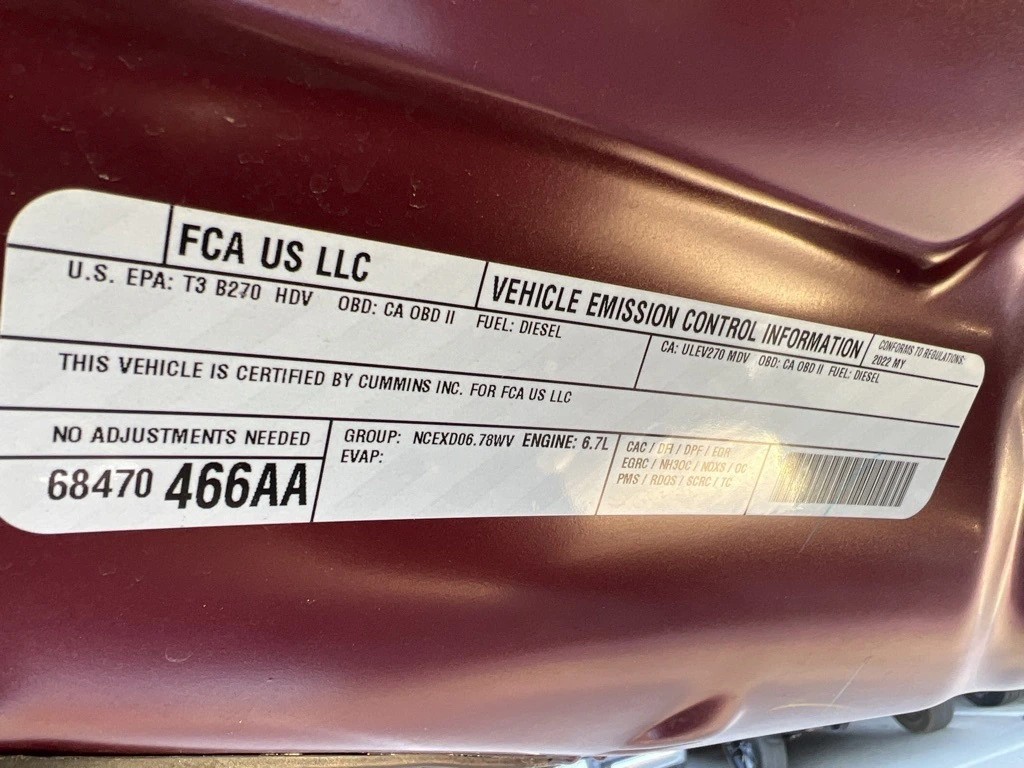 FCA US LLC
VEHICLE EMISSION CONTROL INFORMATION
CONFORMS TO REGULATIONS:
2022 MY
U.S. EPA: T3 B270 HDV OBD: CA OBD II FUEL: DIESEL
CA: ULEV270 MDV OBD: CA OBD II FUEL: DIESEL
THIS VEHICLE IS CERTIFIED BY CUMMINS INC. FOR FCA US LLC
NO ADJUSTMENTS NEEDED
68470 466AA
GROUP: NCEXD06.78WV ENGINE: 6.7L
EVAP:
CAC / DFI / DPF / EGR
EGRC / NH3OC / NOXS / OC
PMS / RDQS / SCRC / TC